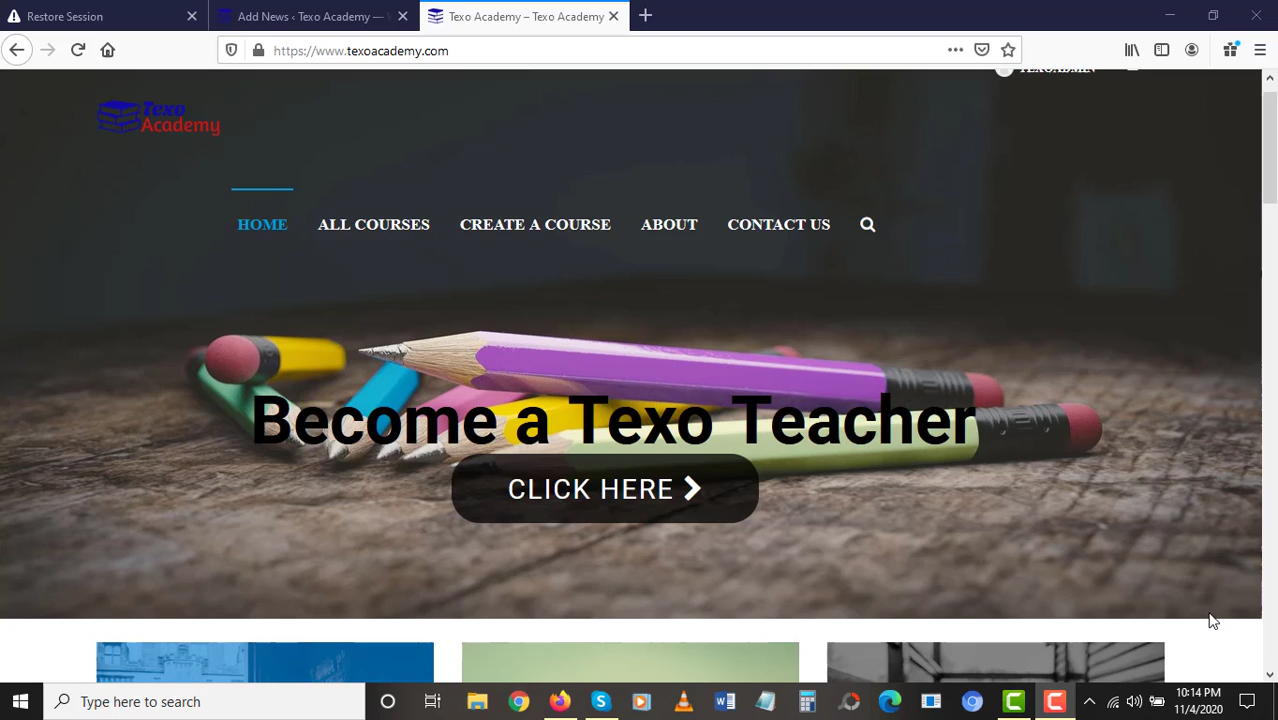 Restore Session
Add News ‹ Texo Academy —
Texo Academy – Texo Academy
https://www.texoacademy.com
TEXOADMIN
Texo
Academy
HOME
ALL COURSES
CREATE A COURSE
ABOUT
CONTACT US
Become a Texo Teacher
CLICK HERE
Type here to search
10:14 PM
11/4/2020